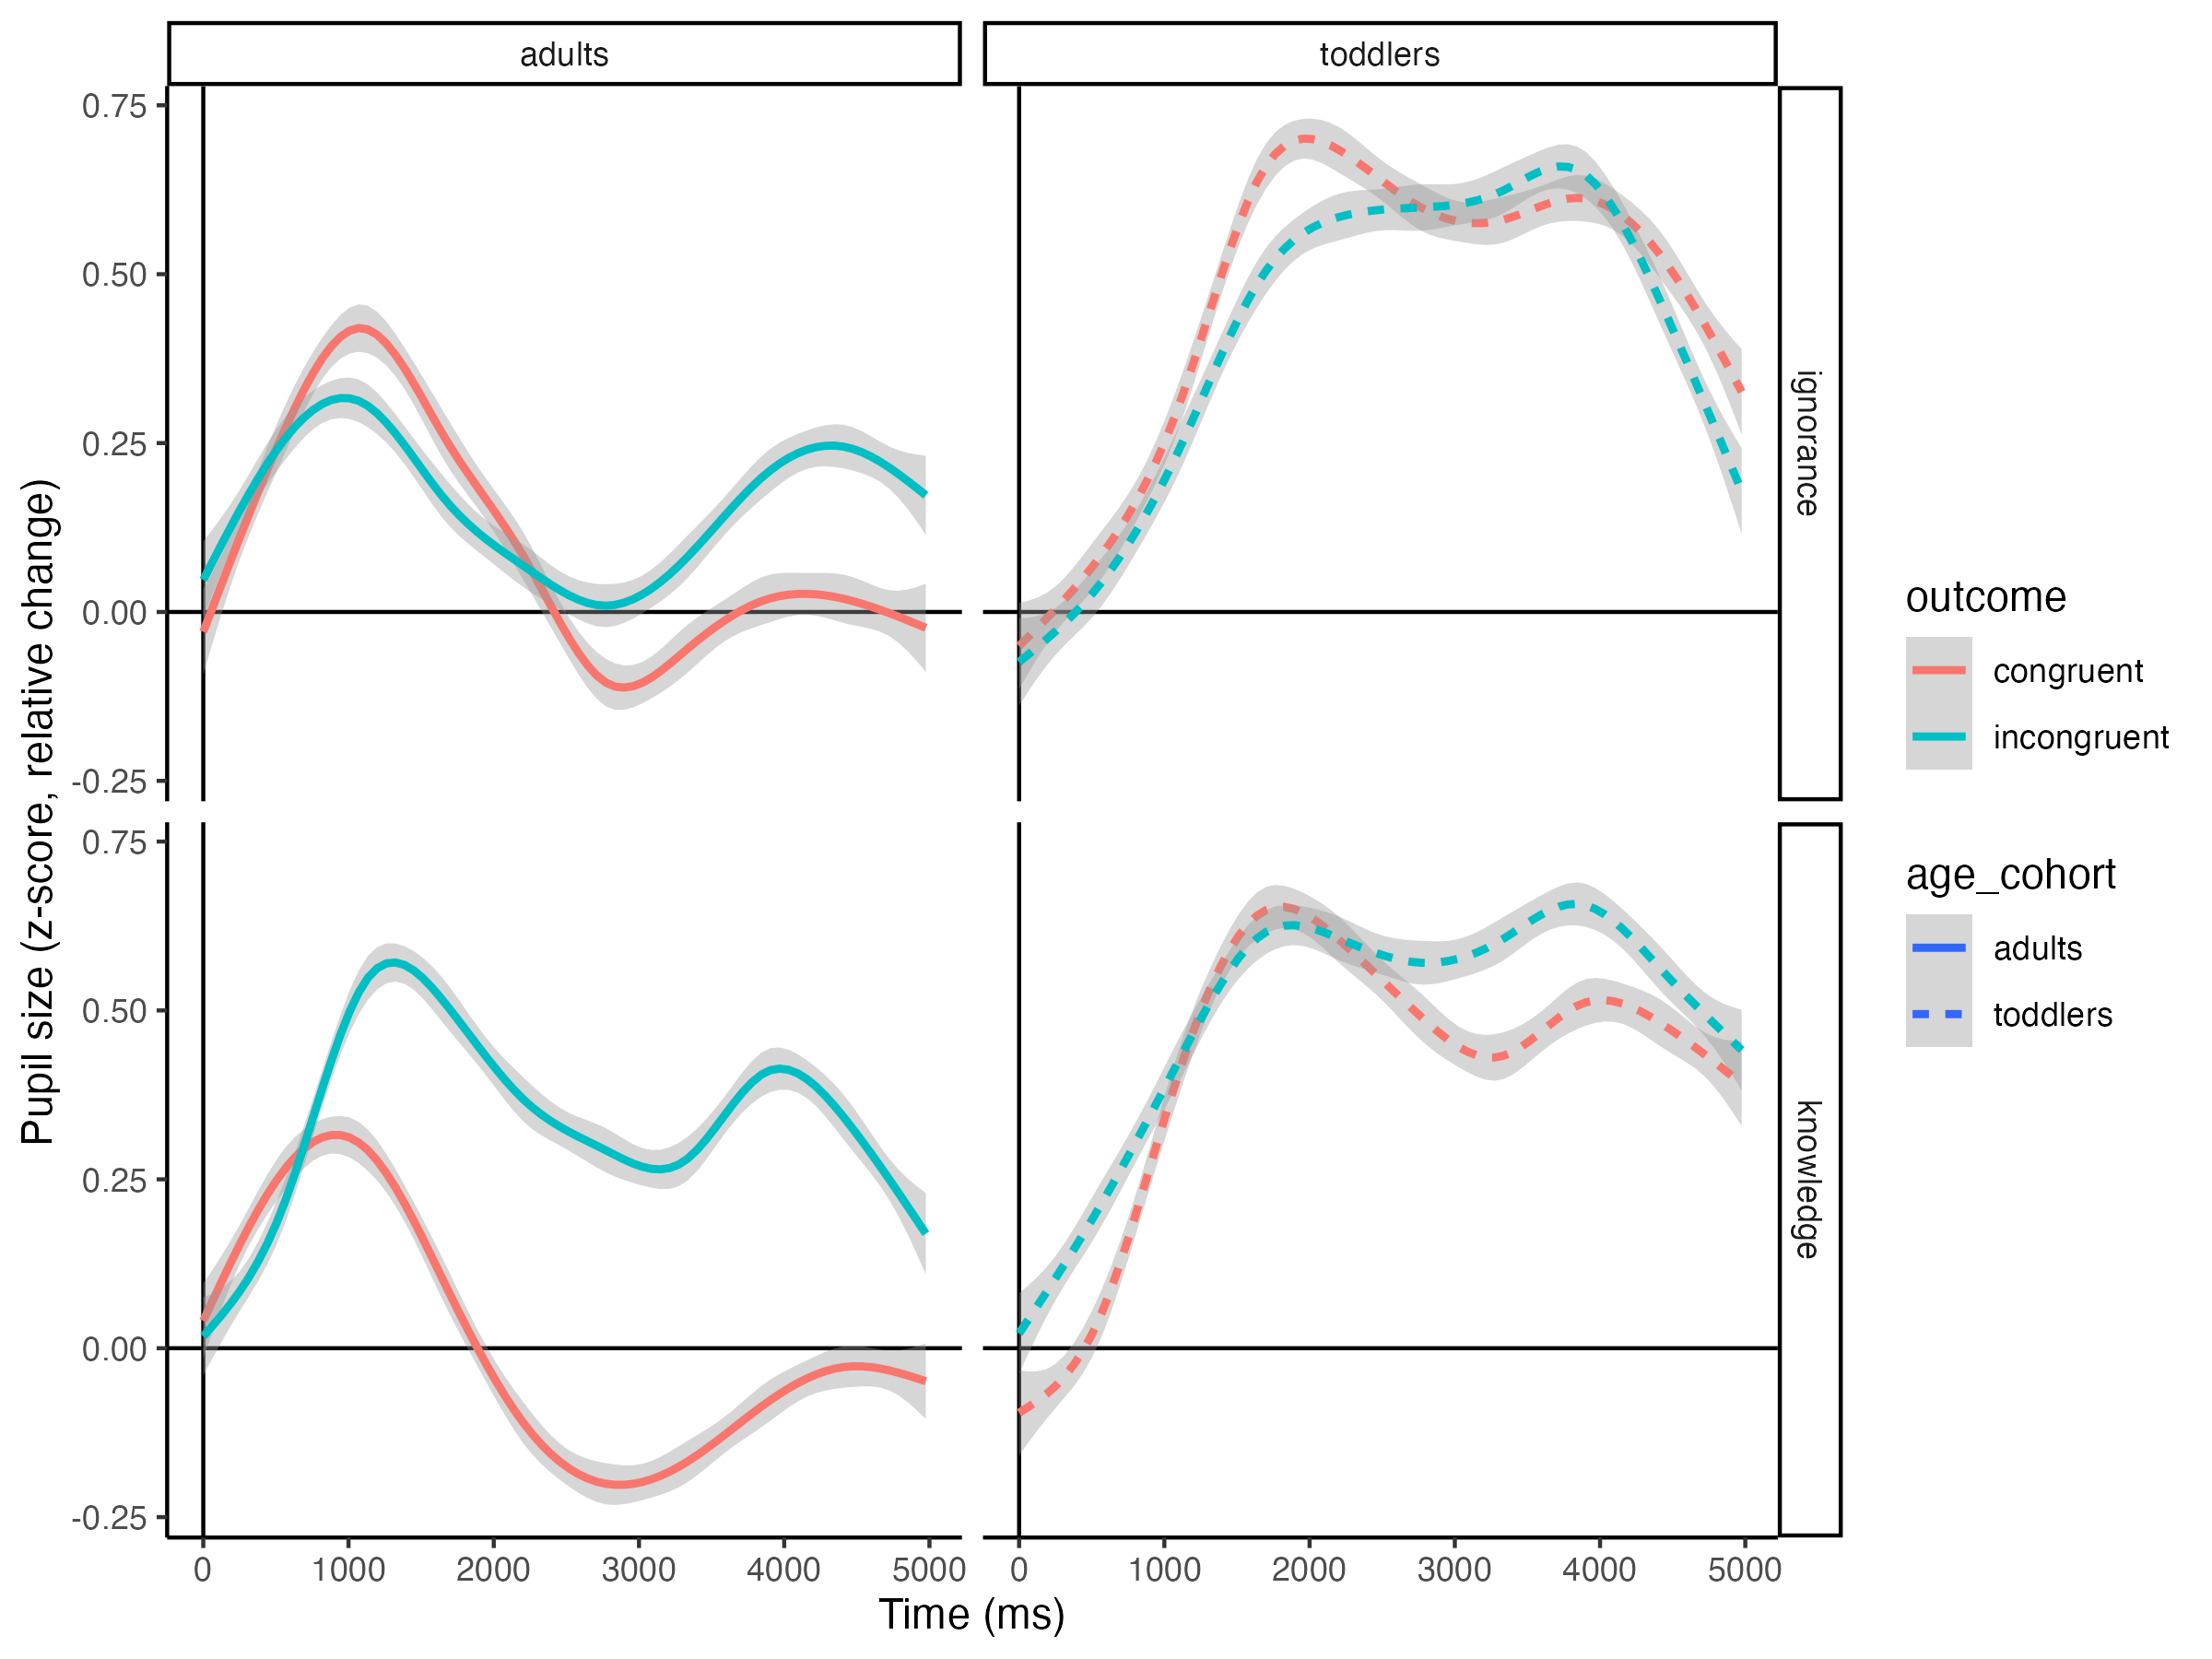 adults
toddlers
0.75
0.50
0.25
0.00
-0.25
ignorance
0.75
0.50
0.25
0.00
-0.25
knowledge
0 1000 2000 3000 4000 5000
0 1000 2000 3000 4000 5000
Time (ms)
Pupil size (z-score, relative change)
outcome
congruent
incongruent
age_cohort
adults
toddlers